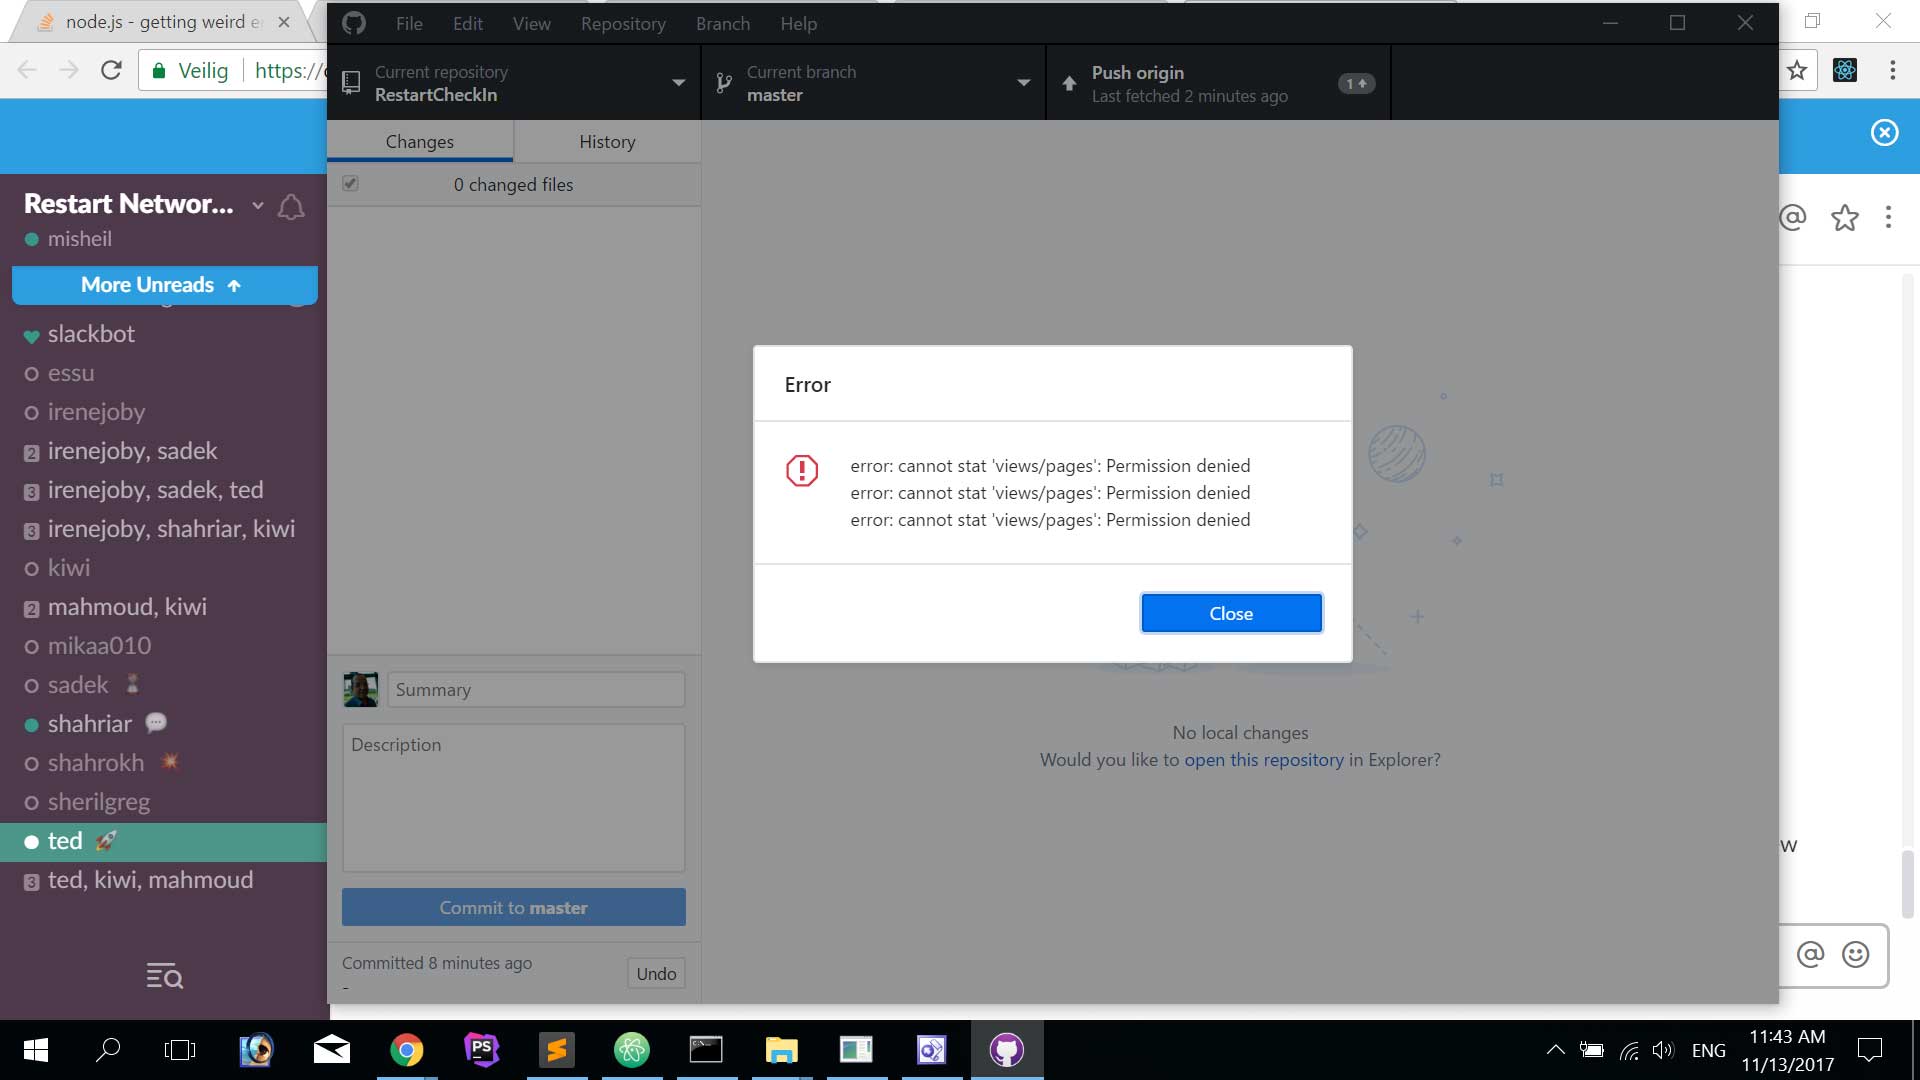 node.js - getting weird e
File Edit View Repository Branch Help
Veilig https://
Current repository
RestartCheckIn
Current branch
master
Push origin
Last fetched 2 minutes ago
1
Changes History
0 changed files
Restart Networ...
misheil
More Unreads
slackbot
essu
irenejoby
2 irenejoby, sadek
3 irenejoby, sadek, ted
3 irenejoby, shahriar, kiwi
kiwi
2 mahmoud, kiwi
mikaa010
sadek
shahriar
shahrokh
sherilgreg
ted
3 ted, kiwi, mahmoud
Error
error: cannot stat 'views/pages': Permission denied
error: cannot stat 'views/pages': Permission denied
error: cannot stat 'views/pages': Permission denied
Close
No local changes
Would you like to open this repository in Explorer?
Summary
Description
Commit to master
Committed 8 minutes ago
-
Undo
w
@
@
PS
C:\
ENG
11:43 AM
11/13/2017